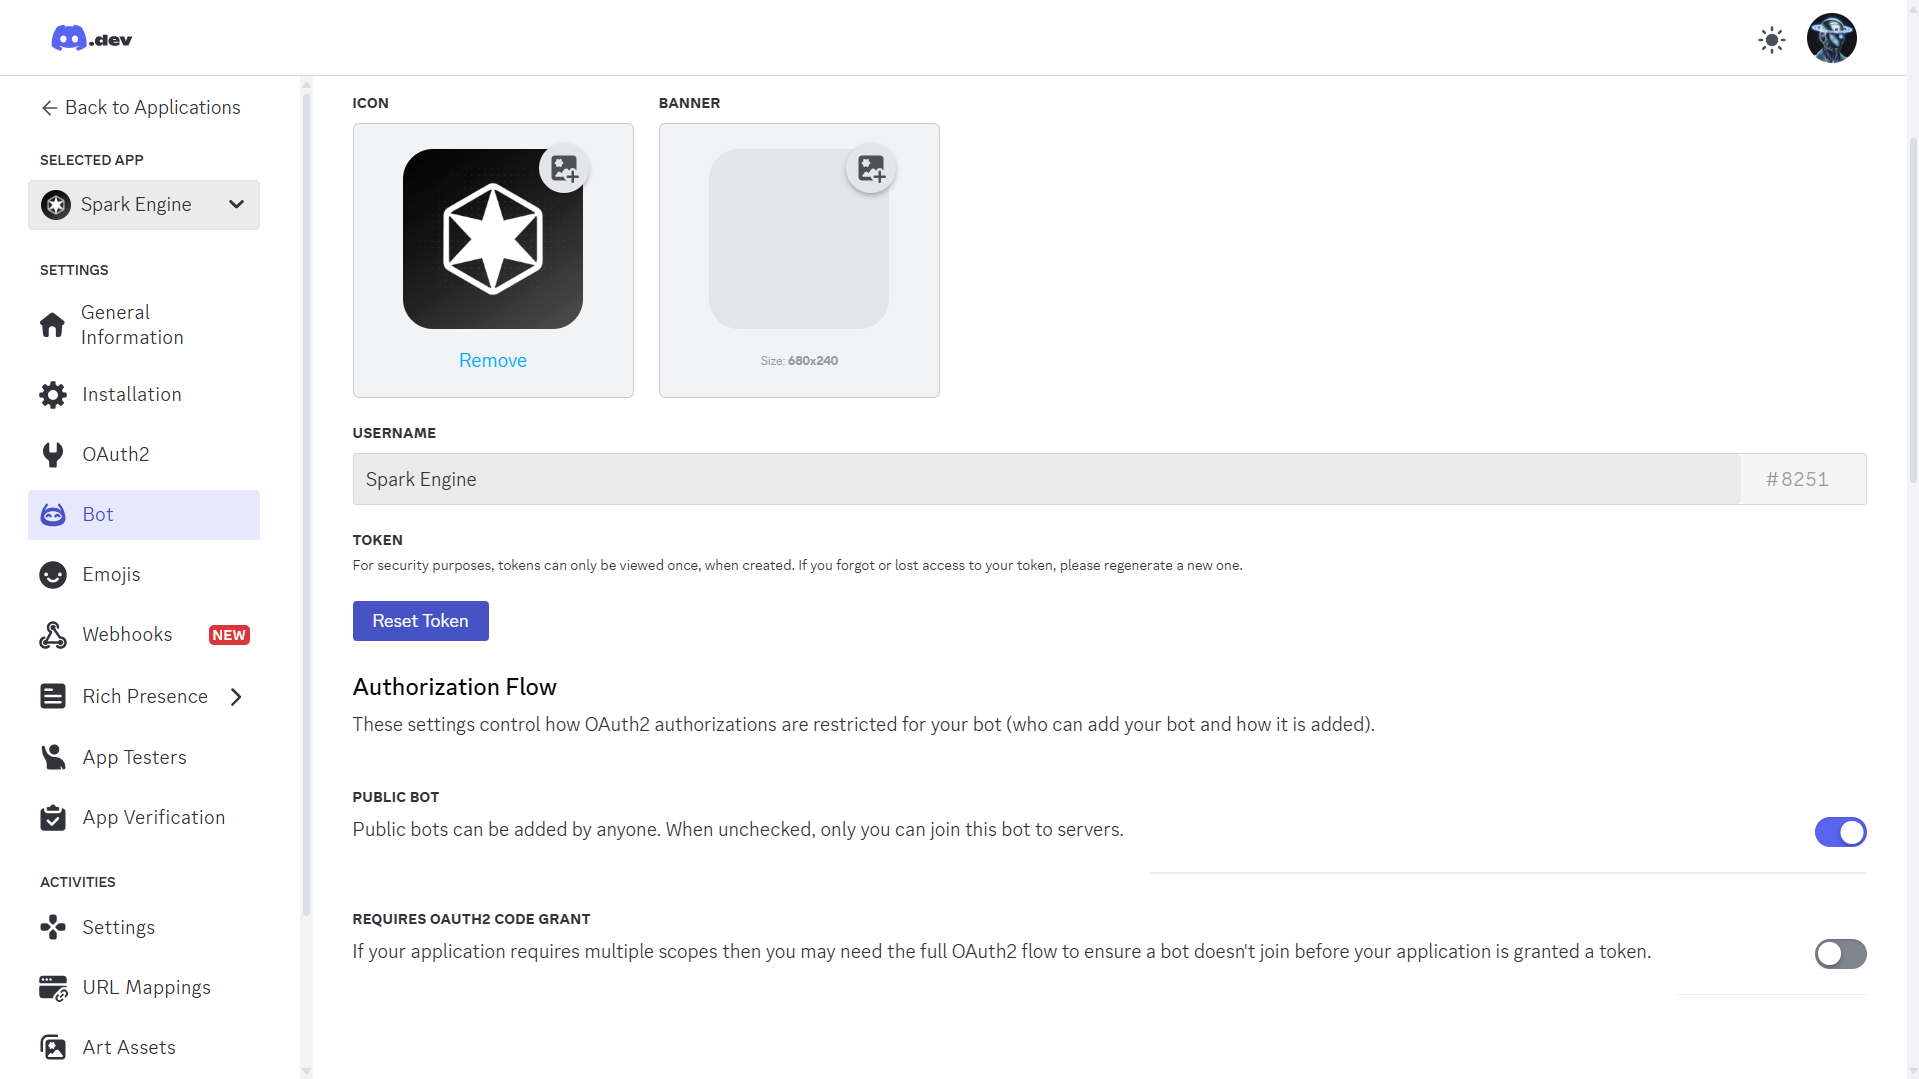 .dev
Back to Applications
SELECTED APP
Spark Engine
SETTINGS
General
Information
Installation
OAuth2
Bot
Emojis
Webhooks NEW
Rich Presence
App Testers
App Verification
ACTIVITIES
Settings
URL Mappings
Art Assets
ICON
BANNER
Remove
Size: 680x240
USERNAME
Spark Engine #8251
TOKEN
For security purposes, tokens can only be viewed once, when created. If you forgot or lost access to your token, please regenerate a new one.
Reset Token
Authorization Flow
These settings control how OAuth2 authorizations are restricted for your bot (who can add your bot and how it is added).
PUBLIC BOT
Public bots can be added by anyone. When unchecked, only you can join this bot to servers.
REQUIRES OAUTH2 CODE GRANT
If your application requires multiple scopes then you may need the full OAuth2 flow to ensure a bot doesn't join before your application is granted a token.